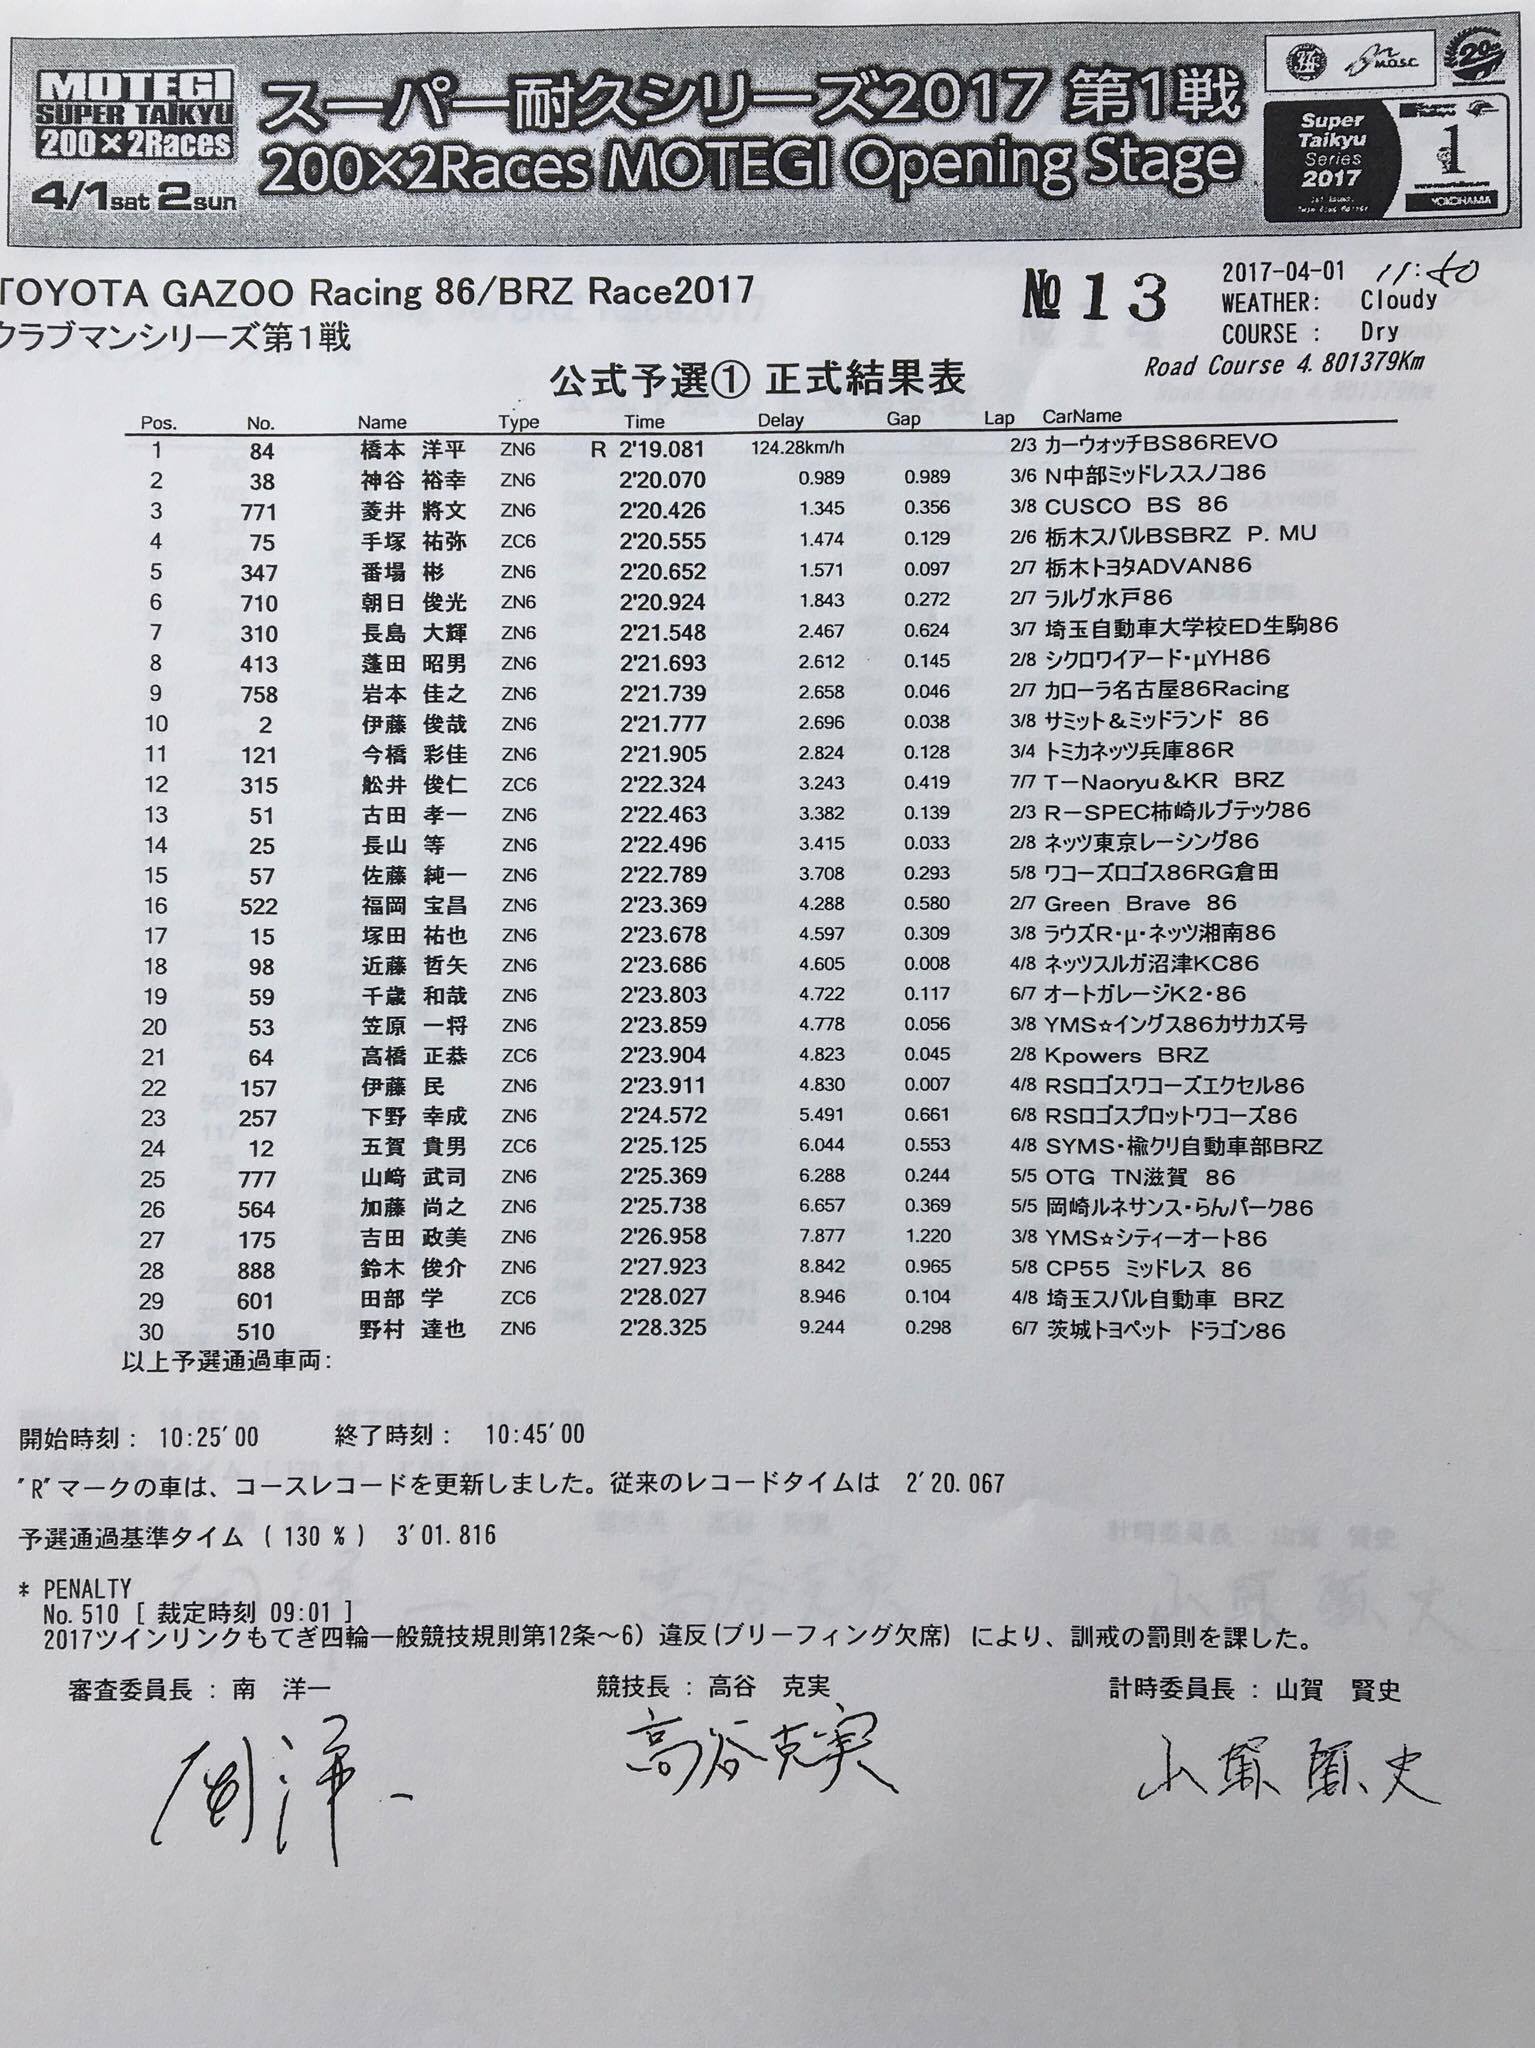 MOTEGI
SUPER TAIKYU
200×2Races
4/1sat 2sun
スーパー耐久シリーズ2017 第1戦
200×2Races MOTEGI Opening Stage
M.O.S.C.
Super
Taikyu
Series
2017
1
YOKOHAMA
TOYOTA GAZOO Racing 86/BRZ Race2017
クラブマンシリーズ第1戦
№ 13
2017-04-01 11:50
WEATHER: Cloudy
COURSE : Dry
Road Course 4.801379Km
公式予選① 正式結果表
Pos. No. Name Type Time Delay Gap Lap CarName
1 84 橋本 洋平 ZN6 R 2'19.081 124.28km/h 2/3 カーウォッチBS86REVO
2 38 神谷 裕幸 ZN6 2'20.070 0.989 0.989 3/6 N中部ミッドレススノコ86
3 771 菱井 將文 ZN6 2'20.426 1.345 0.356 3/8 CUSCO BS 86
4 75 手塚 祐弥 ZC6 2'20.555 1.474 0.129 2/6 栃木スバルBSBRZ P.MU
5 347 番場 彬 ZN6 2'20.652 1.571 0.097 2/7 栃木トヨタADVAN86
6 710 朝日 俊光 ZN6 2'20.924 1.843 0.272 2/7 ラルグ水戸86
7 310 長島 大輝 ZN6 2'21.548 2.467 0.624 3/7 埼玉自動車大学校ED生駒86
8 413 蓬田 昭男 ZN6 2'21.693 2.612 0.145 2/8 シクロワイアード・μYH86
9 758 岩本 佳之 ZN6 2'21.739 2.658 0.046 2/7 カローラ名古屋86Racing
10 2 伊藤 俊哉 ZN6 2'21.777 2.696 0.038 3/8 サミット&ミッドランド 86
11 121 今橋 彩佳 ZN6 2'21.905 2.824 0.128 3/4 トミカネッツ兵庫86R
12 315 舩井 俊仁 ZC6 2'22.324 3.243 0.419 7/7 T－Naoryu&KR BRZ
13 51 古田 孝一 ZN6 2'22.463 3.382 0.139 2/3 R－SPEC柿崎ルブテック86
14 25 長山 等 ZN6 2'22.496 3.415 0.033 2/8 ネッツ東京レーシング86
15 57 佐藤 純一 ZN6 2'22.789 3.708 0.293 5/8 ワコーズロゴス86RG倉田
16 522 福岡 宝昌 ZN6 2'23.369 4.288 0.580 2/7 Green Brave 86
17 15 塚田 祐也 ZN6 2'23.678 4.597 0.309 3/8 ラウズR・μ・ネッツ湘南86
18 98 近藤 哲矢 ZN6 2'23.686 4.605 0.008 4/8 ネッツスルガ沼津KC86
19 59 千歳 和哉 ZN6 2'23.803 4.722 0.117 6/7 オートガレージK2・86
20 53 笠原 一将 ZN6 2'23.859 4.778 0.056 3/8 YMS☆イングス86カサカズ号
21 64 高橋 正恭 ZC6 2'23.904 4.823 0.045 2/8 Kpowers BRZ
22 157 伊藤 民 ZN6 2'23.911 4.830 0.007 4/8 RSロゴスワコーズエクセル86
23 257 下野 幸成 ZN6 2'24.572 5.491 0.661 6/8 RSロゴスプロットワコーズ86
24 12 五賀 貴男 ZC6 2'25.125 6.044 0.553 4/8 SYMS・楡クリ自動車部BRZ
25 777 山﨑 武司 ZN6 2'25.369 6.288 0.244 5/5 OTG TN滋賀 86
26 564 加藤 尚之 ZN6 2'25.738 6.657 0.369 5/5 岡崎ルネサンス・らんパーク86
27 175 吉田 政美 ZN6 2'26.958 7.877 1.220 3/8 YMS☆シティーオート86
28 888 鈴木 俊介 ZN6 2'27.923 8.842 0.965 5/8 CP55 ミッドレス 86
29 601 田部 学 ZC6 2'28.027 8.946 0.104 4/8 埼玉スバル自動車 BRZ
30 510 野村 達也 ZN6 2'28.325 9.244 0.298 6/7 茨城トヨペット ドラゴン86
以上予選通過車両:
開始時刻 : 10:25'00 終了時刻 : 10:45'00
"R"マークの車は、コースレコードを更新しました。従来のレコードタイムは 2'20.067
予選通過基準タイム ( 130 % ) 3'01.816
* PENALTY
No.510 [ 裁定時刻 09:01 ]
2017ツインリンクもてぎ四輪一般競技規則第12条～6) 違反(ブリーフィング欠席) により、訓戒の罰則を課した。
審査委員長 : 南 洋一 競技長 : 高谷 克実 計時委員長 : 山賀 賢史
南洋一 高谷克実 山賀賢史